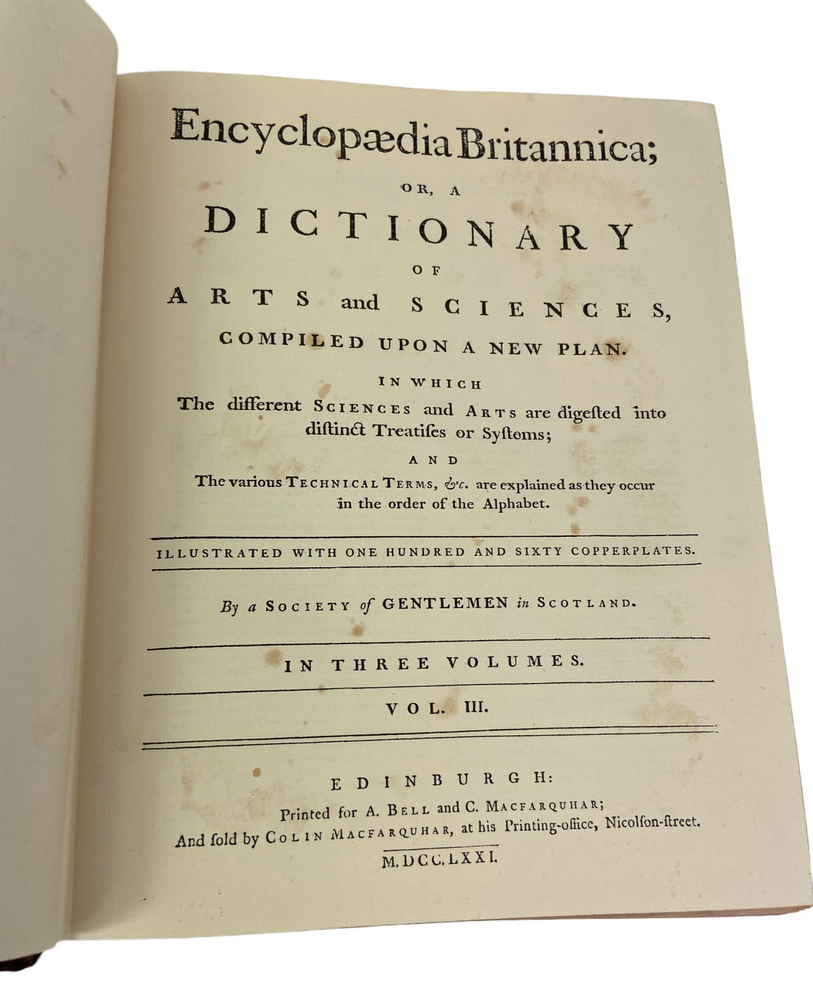 Encyclopædia Britannica;
OR, A
DICTIONARY
OF
ARTS and SCIENCES,
COMPILED UPON A NEW PLAN.
IN WHICH
The different SCIENCES and ARTS are digeſted into
diſtinct Treatiſes or Syſtems;
AND
The various TECHNICAL TERMS, &c. are explained as they occur
in the order of the Alphabet.
ILLUSTRATED WITH ONE HUNDRED AND SIXTY COPPERPLATES.
By a SOCIETY of GENTLEMEN in SCOTLAND.
IN THREE VOLUMES.
VOL. III.
EDINBURGH:
Printed for A. BELL and C. MACFARQUHAR;
And ſold by COLIN MACFARQUHAR, at his Printing-office, Nicolſon-ſtreet.
M.DCC.LXXI.